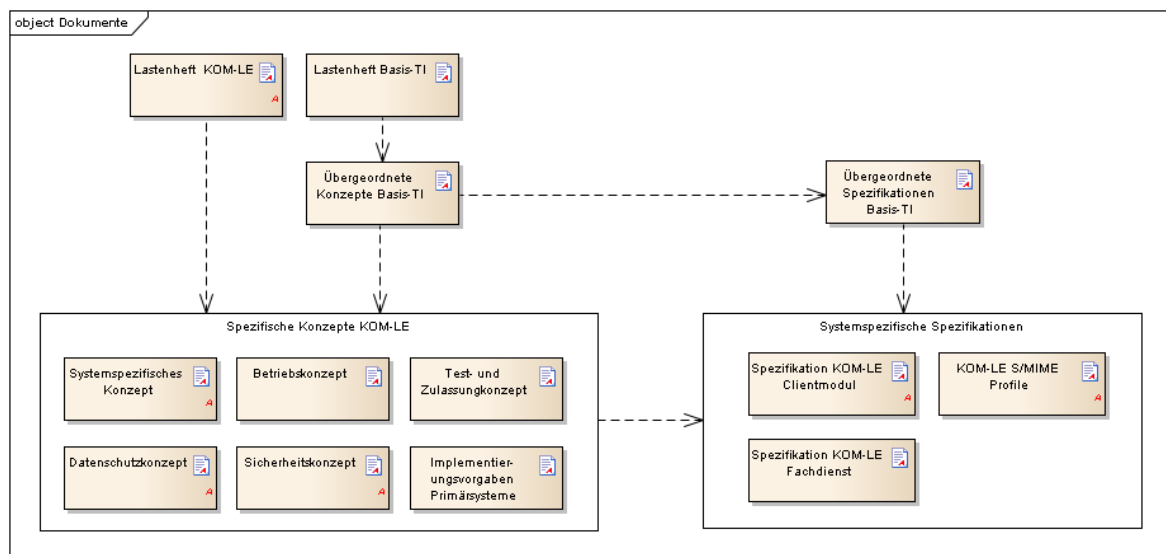 object Dokumente
Lastenheft KOM-LE
A
Lastenheft Basis-TI
Übergeordnete
Konzepte Basis-TI
Übergeordnete
Spezifikationen
Basis-TI
Spezifische Konzepte KOM-LE
Systemspezifisches
Konzept
A
Betriebskonzept
Test- und
Zulassungkonzept
Datenschutzkonzept
A
Sicherheitskonzept
A
Implementier-
ungsvorgaben
Primärsysteme
Systemspezifische Spezifikationen
Spezifikation KOM-LE
Clientmodul
A
KOM-LE S/MIME
Profile
A
Spezifikation KOM-LE
Fachdienst